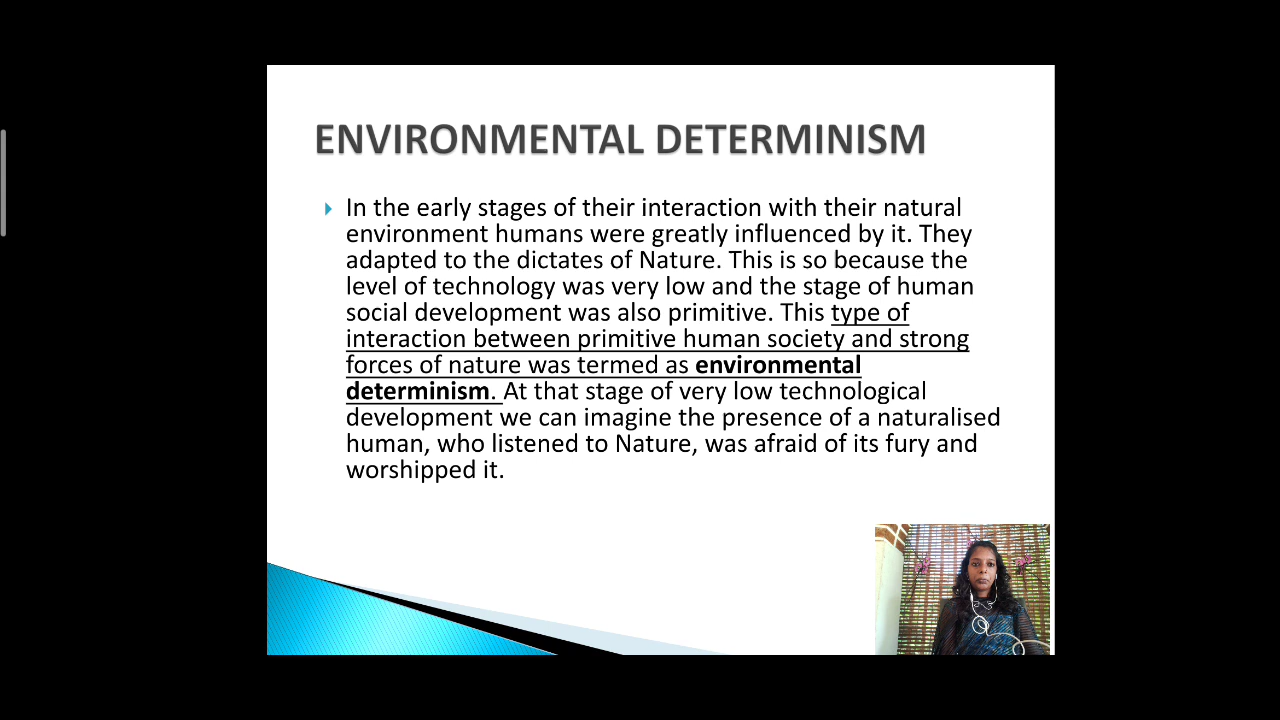 ENVIRONMENTAL DETERMINISM
In the early stages of their interaction with their natural
environment humans were greatly influenced by it. They
adapted to the dictates of Nature. This is so because the
level of technology was very low and the stage of human
social development was also primitive. This type of
interaction between primitive human society and strong
forces of nature was termed as environmental
determinism. At that stage of very low technological
development we can imagine the presence of a naturalised
human, who listened to Nature, was afraid of its fury and
worshipped it.